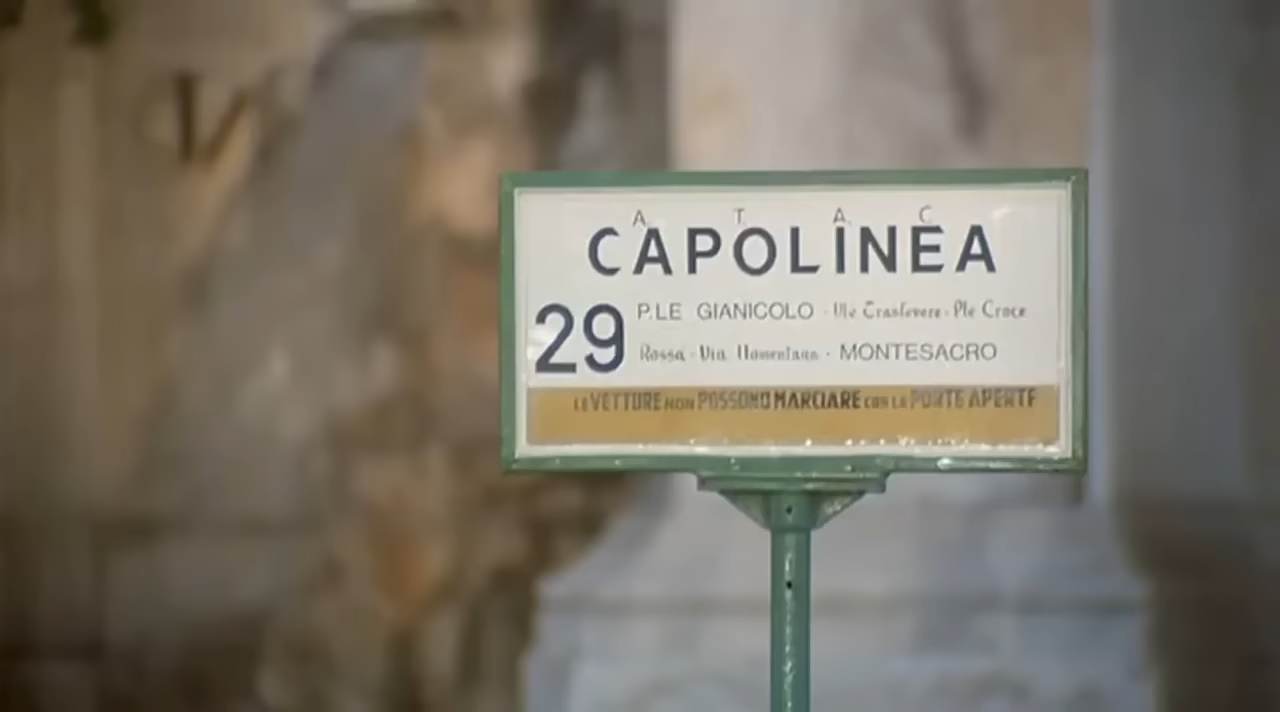 A. T. A. C.
CAPOLINEA
29 P.LE GIANICOLO - Vle Trastevere - Ple Croce
Rossa - Via Nomentana - MONTESACRO
LE VETTURE NON POSSONO MARCIARE CON LE PORTE APERTE